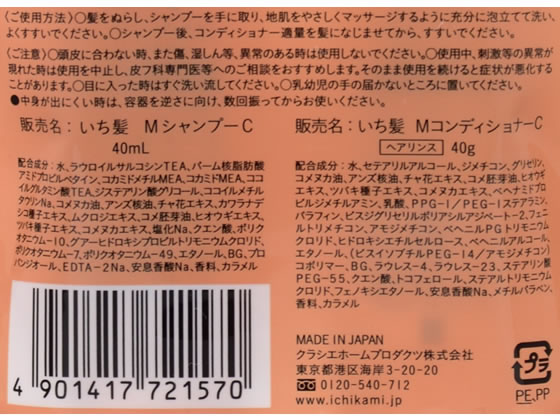 〈ご使用方法〉○髪をぬらし、シャンプーを手に取り、地肌をやさしくマッサージするように充分に泡立てて洗い、
よくすすいでください。○シャンプー後、コンディショナー適量を髪になじませてから、すすいでください。
〈ご注意〉○頭皮に合わない時、また傷、湿しん等、異常のある時は使用しないでください。○使用中、刺激等の異常が
現れた時は使用を中止し、皮フ科専門医等へのご相談をおすすめします。そのまま使用を続けると症状が悪化する
ことがあります。○目に入った時はすぐ洗い流してください。○乳幼児の手の届かないところに置いてください。
●中身が出にくい時は、容器を逆さに向け、数回振ってからお使いください。
販売名：いち髪 MシャンプーC
40mL
配合成分：水、ラウロイルサルコシンTEA、パーム核脂肪酸
アミドプロピルベタイン、コカミドメチルMEA、コカミドMEA、ココ
イルグルタミン酸TEA、ジステアリン酸グリコール、ココイルメチル
タウリンNa、コメヌカ油、アンズ核油、チャ花エキス、カワラナデ
シコ種子エキス、ムクロジエキス、コメ胚芽油、ヒオウギエキス、
ツバキ種子エキス、コメヌカエキス、塩化Na、クエン酸、ポリク
オタニウム-10、グアーヒドロキシプロピルトリモニウムクロリド、
ポリクオタニウム-7、ポリクオタニウム-49、エタノール、BG、プロ
パンジオール、EDTA-2Na、安息香酸Na、香料、カラメル
4 901417 721570
販売名：いち髪 MコンディショナーC
ヘアリンス 40g
配合成分：水、セテアリルアルコール、ジメチコン、グリセリン、
コメヌカ油、アンズ核油、チャ花エキス、コメ胚芽油、ヒオウギ
エキス、ツバキ種子エキス、コメヌカエキス、ベヘナミドプロ
ピルジメチルアミン、乳酸、PPG-1/PEG-1ステアラミン、
パラフィン、ビスジグリセリルポリアシルアジペート-2、フェニ
ルトリメチコン、アモジメチコン、ベヘニルPGトリモニウム
クロリド、ヒドロキシエチルセルロース、ベヘニルアルコール、
エタノール、（ビスイソブチルPEG-14/アモジメチコン）
コポリマー、BG、ラウレス-4、ラウレス-23、ステアリン酸
PEG-55、クエン酸、トコフェロール、ステアルトリモニウム
クロリド、フェノキシエタノール、安息香酸Na、メチルパラベン、
香料、カラメル
MADE IN JAPAN
クラシエホームプロダクツ株式会社
東京都港区海岸3-20-20
0120-540-712
www.ichikami.jp
プラ
PE,PP